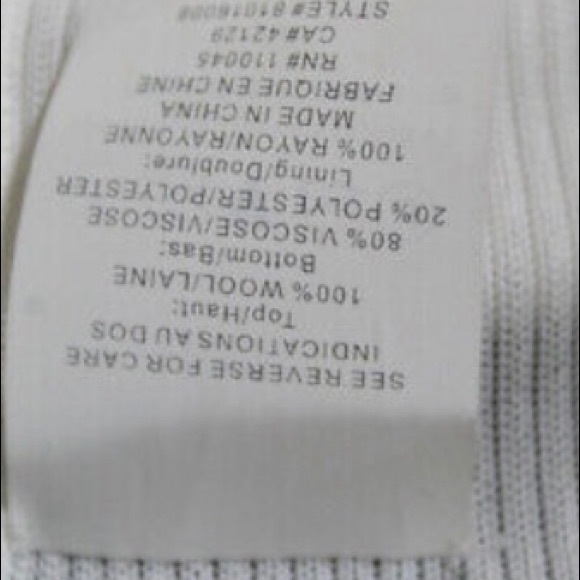 SEE REVERSE FOR CARE
INDICATIONS AU DOS
Top/Haut:
100% WOOL/LAINE
Bottom/Bas:
80% VISCOSE/VISCOSE
20% POLYESTER/POLYESTER
Lining/Doublure:
100% RAYON/RAYONNE
MADE IN CHINA
FABRIQUE EN CHINE
RN# 110045
CA# 42129
STYLE#